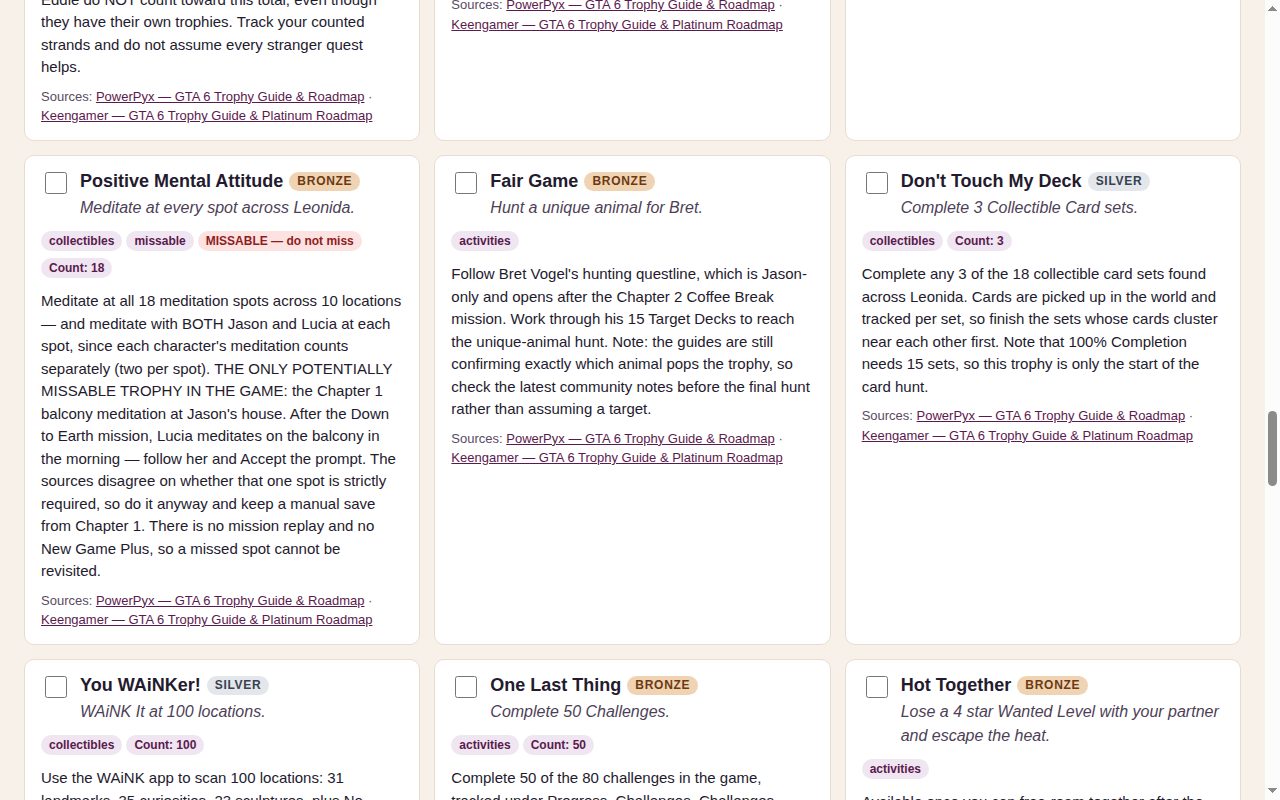 Eddie do NOT count toward this total, even though
they have their own trophies. Track your counted
strands and do not assume every stranger quest
helps.
Sources: PowerPyx — GTA 6 Trophy Guide & Roadmap ·
Keengamer — GTA 6 Trophy Guide & Platinum Roadmap
Sources: PowerPyx — GTA 6 Trophy Guide & Roadmap ·
Keengamer — GTA 6 Trophy Guide & Platinum Roadmap
Positive Mental Attitude BRONZE
Meditate at every spot across Leonida.
collectibles missable MISSABLE — do not miss
Count: 18
Meditate at all 18 meditation spots across 10 locations
— and meditate with BOTH Jason and Lucia at each
spot, since each character's meditation counts
separately (two per spot). THE ONLY POTENTIALLY
MISSABLE TROPHY IN THE GAME: the Chapter 1
balcony meditation at Jason's house. After the Down
to Earth mission, Lucia meditates on the balcony in
the morning — follow her and Accept the prompt. The
sources disagree on whether that one spot is strictly
required, so do it anyway and keep a manual save
from Chapter 1. There is no mission replay and no
New Game Plus, so a missed spot cannot be
revisited.
Sources: PowerPyx — GTA 6 Trophy Guide & Roadmap ·
Keengamer — GTA 6 Trophy Guide & Platinum Roadmap
Fair Game BRONZE
Hunt a unique animal for Bret.
activities
Follow Bret Vogel's hunting questline, which is Jason-
only and opens after the Chapter 2 Coffee Break
mission. Work through his 15 Target Decks to reach
the unique-animal hunt. Note: the guides are still
confirming exactly which animal pops the trophy, so
check the latest community notes before the final hunt
rather than assuming a target.
Sources: PowerPyx — GTA 6 Trophy Guide & Roadmap ·
Keengamer — GTA 6 Trophy Guide & Platinum Roadmap
Don't Touch My Deck SILVER
Complete 3 Collectible Card sets.
collectibles Count: 3
Complete any 3 of the 18 collectible card sets found
across Leonida. Cards are picked up in the world and
tracked per set, so finish the sets whose cards cluster
near each other first. Note that 100% Completion
needs 15 sets, so this trophy is only the start of the
card hunt.
Sources: PowerPyx — GTA 6 Trophy Guide & Roadmap ·
Keengamer — GTA 6 Trophy Guide & Platinum Roadmap
You WAiNKer! SILVER
WAiNK It at 100 locations.
collectibles Count: 100
Use the WAiNK app to scan 100 locations: 31
landmarks, 35 curiosities, 33 sculptures, plus No
One Last Thing BRONZE
Complete 50 Challenges.
activities Count: 50
Complete 50 of the 80 challenges in the game,
tracked under Progress, Challenges. Challenges
Hot Together BRONZE
Lose a 4 star Wanted Level with your partner
and escape the heat.
activities